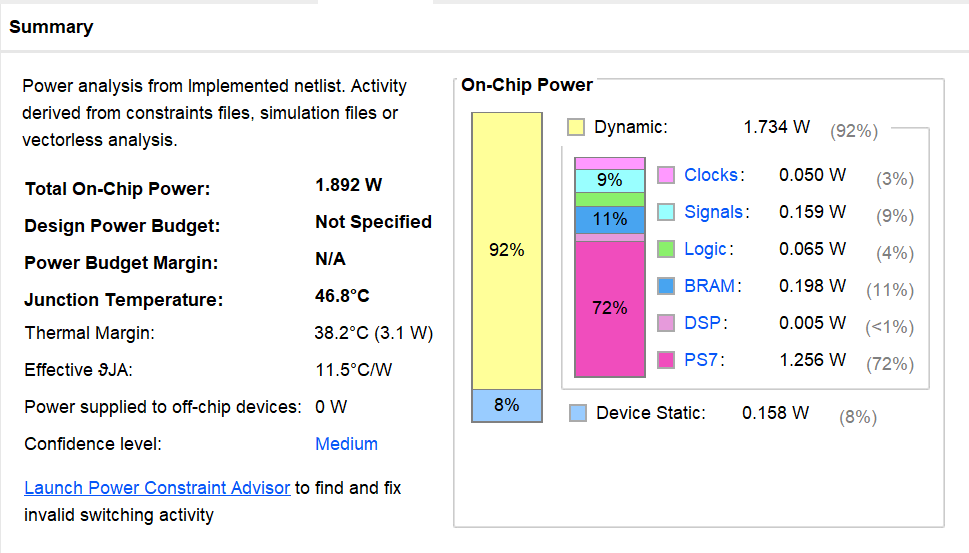 Summary
Power analysis from Implemented netlist. Activity
derived from constraints files, simulation files or
vectorless analysis.
Total On-Chip Power: 1.892 W
Design Power Budget: Not Specified
Power Budget Margin: N/A
Junction Temperature: 46.8°C
Thermal Margin: 38.2°C (3.1 W)
Effective ϑJA: 11.5°C/W
Power supplied to off-chip devices: 0 W
Confidence level: Medium
Launch Power Constraint Advisor to find and fix
invalid switching activity
On-Chip Power
92%
8%
Dynamic: 1.734 W (92%)
9%
11%
72%
Clocks: 0.050 W (3%)
Signals: 0.159 W (9%)
Logic: 0.065 W (4%)
BRAM: 0.198 W (11%)
DSP: 0.005 W (<1%)
PS7: 1.256 W (72%)
Device Static: 0.158 W (8%)